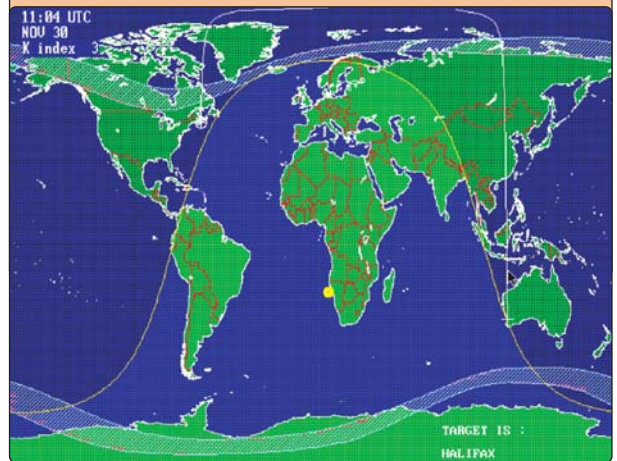 11:04 UTC
NOV 30
K index 3
TARGET IS :
HALIFAX